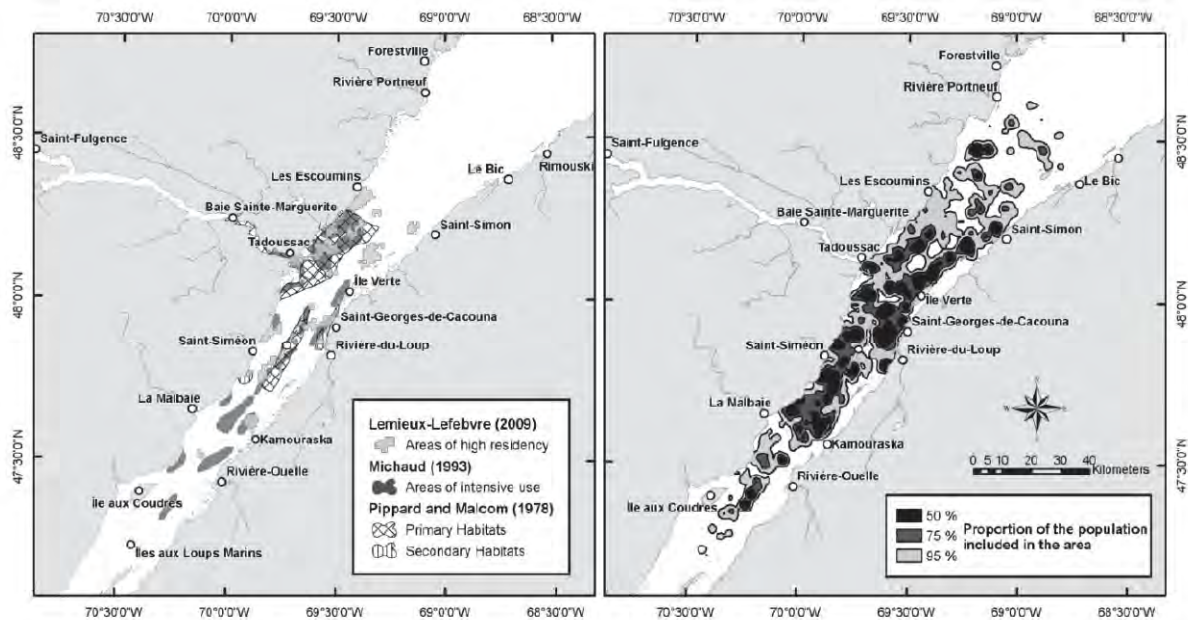 70°30'0"W 70°0'0"W 69°30'0"W 69°0'0"W 68°30'0"W
Forestville
Rivière Portneuf
48°30'0"N
Saint-Fulgence
Rimouski
Le Bic
Les Escoumins
Baie Sainte-Marguerite
Saint-Simon
Tadoussac
Île Verte
48°0'0"N
Saint-Georges-de-Cacouna
Saint-Siméon
Rivière-du-Loup
La Malbaie
Kamouraska
47°30'0"N
Rivière-Ouelle
Île aux Coudres
Îles aux Loups Marins
Lemieux-Lefebvre (2009)
Areas of high residency
Michaud (1993)
Areas of intensive use
Pippard and Malcom (1978)
Primary Habitats
Secondary Habitats
70°30'0"W 70°0'0"W 69°30'0"W 69°0'0"W 68°30'0"W
70°30'0"W 70°0'0"W 69°30'0"W 69°0'0"W 68°30'0"W
Forestville
Rivière Portneuf
48°30'0"N
Saint-Fulgence
Le Bic
Les Escoumins
Baie Sainte-Marguerite
Saint-Simon
Tadoussac
Île Verte
48°0'0"N
Saint-Georges-de-Cacouna
Saint-Siméon
Rivière-du-Loup
La Malbaie
Kamouraska
47°30'0"N
Rivière-Ouelle
Île aux Coudres
0 5 10 20 30 40 Kilometers
50 %
75 %
95 %
Proportion of the population
included in the area
70°30'0"W 70°0'0"W 69°30'0"W 69°0'0"W 68°30'0"W